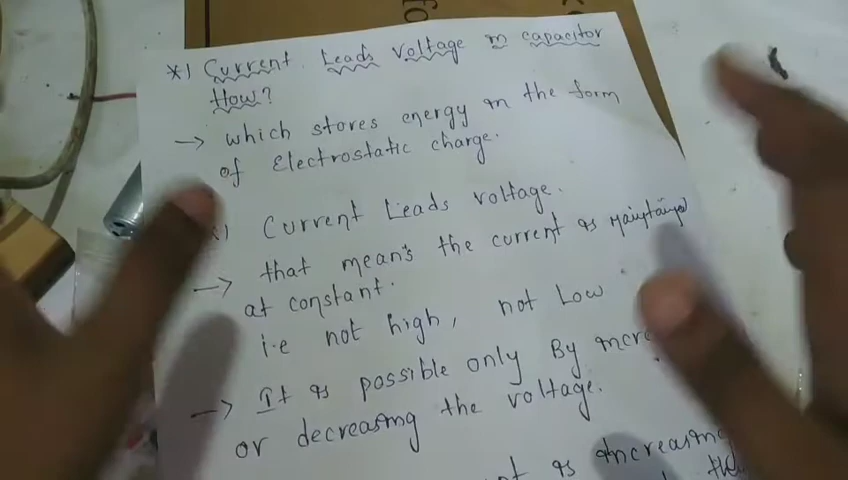 *1 Current Leads Voltage in capacitor
How?
→ which stores energy in the form
of Electrostatic charge.
Current Leads voltage.
→ that mean's the current is Maintained
at constant.
i.e not high, not Low
→ It is possible only By
or decreasing the voltage.
is increasing